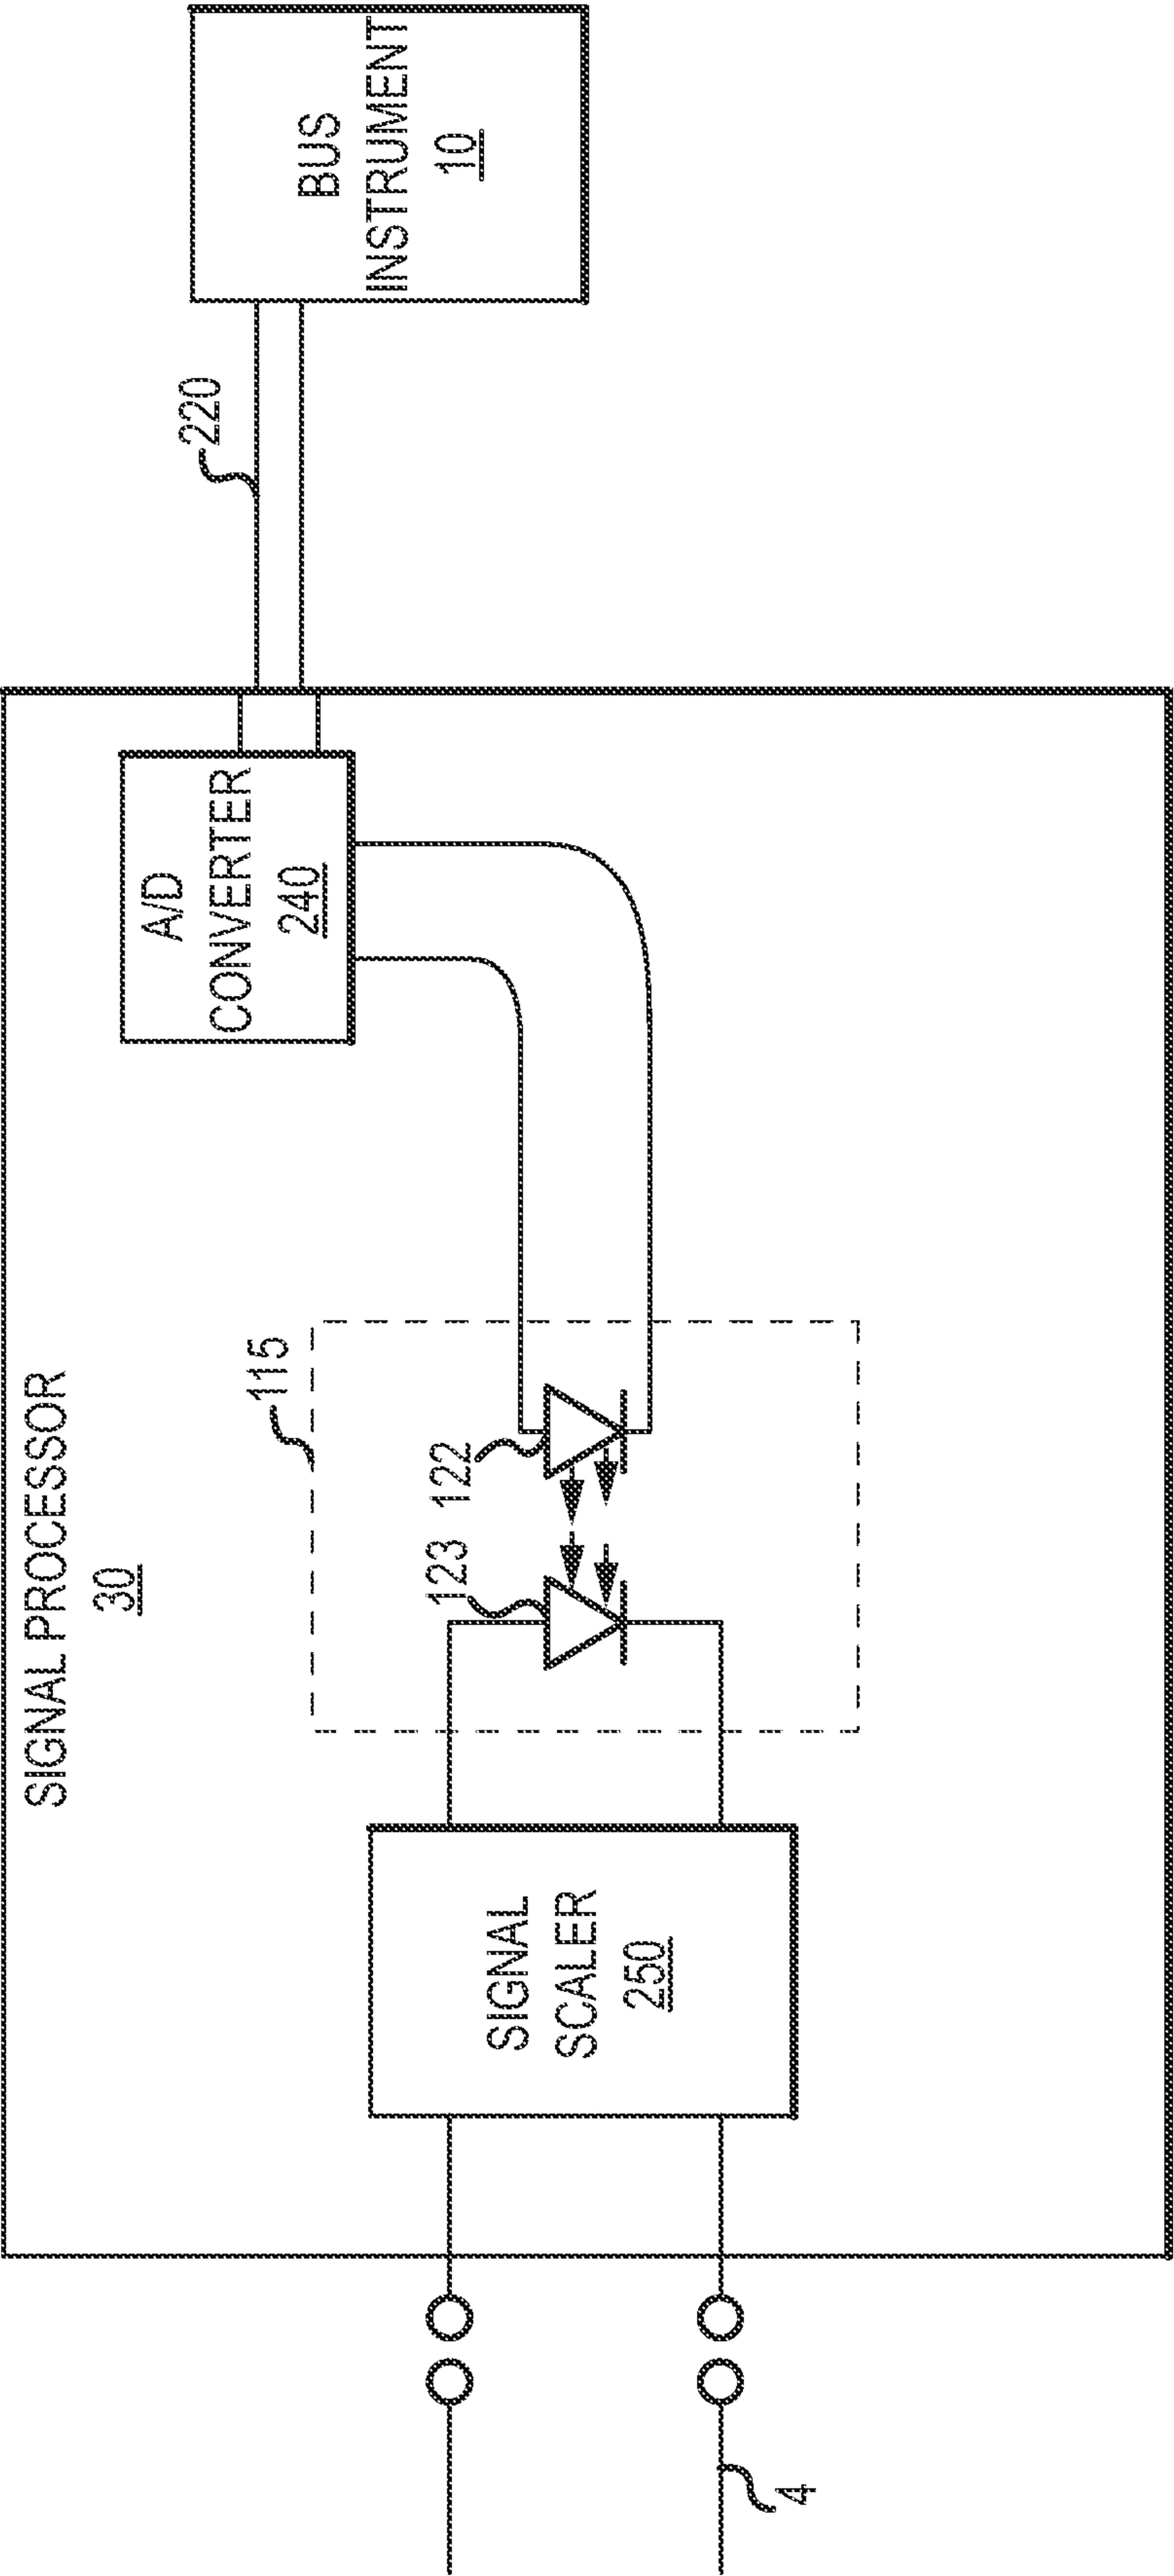 SIGNAL PROCESSOR
30
115
123
122
SIGNAL
SCALER
250
A/D
CONVERTER
240
220
BUS
INSTRUMENT
10
4